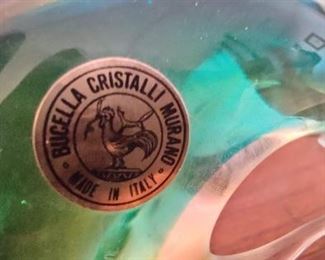 BUCELLA CRISTALLI MURANO
• MADE IN ITALY •